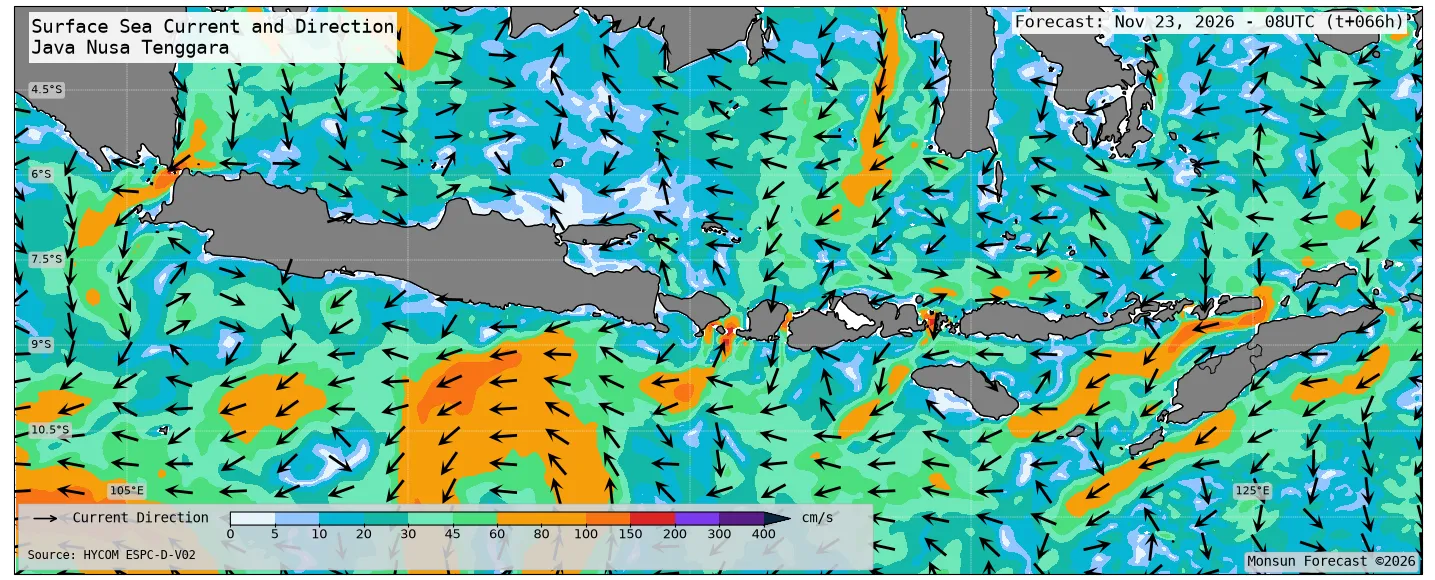 Surface Sea Current and Direction
Java Nusa Tenggara
Forecast: Nov 23, 2026 - 08UTC (t+066h)
4.5°S
6°S
7.5°S
9°S
10.5°S
105°E
125°E
Current Direction
0 5 10 20 30 45 60 80 100 150 200 300 400
cm/s
Source: HYCOM ESPC-D-V02
Monsun Forecast ©2026